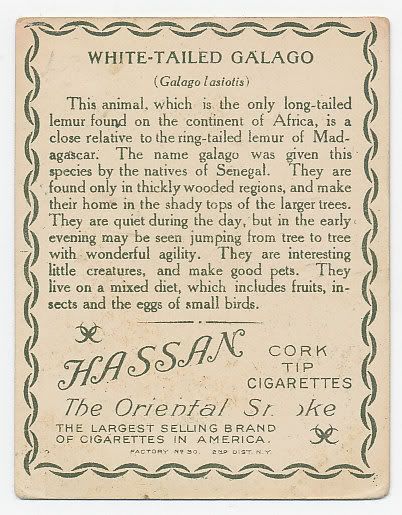 WHITE-TAILED GALAGO
(Galago lasiotis)
This animal, which is the only long-tailed
lemur found on the continent of Africa, is a
close relative to the ring-tailed lemur of Mad-
agascar. The name galago was given this
species by the natives of Senegal. They are
found only in thickly wooded regions, and make
their home in the shady tops of the larger trees.
They are quiet during the day, but in the early
evening may be seen jumping from tree to tree
with wonderful agility. They are interesting
little creatures, and make good pets. They
live on a mixed diet, which includes fruits, in-
sects and the eggs of small birds.
HASSAN
CORK
TIP
CIGARETTES
The Oriental Smoke
THE LARGEST SELLING BRAND
OF CIGARETTES IN AMERICA.
FACTORY Nº 30. 2ND DIST. N.Y.